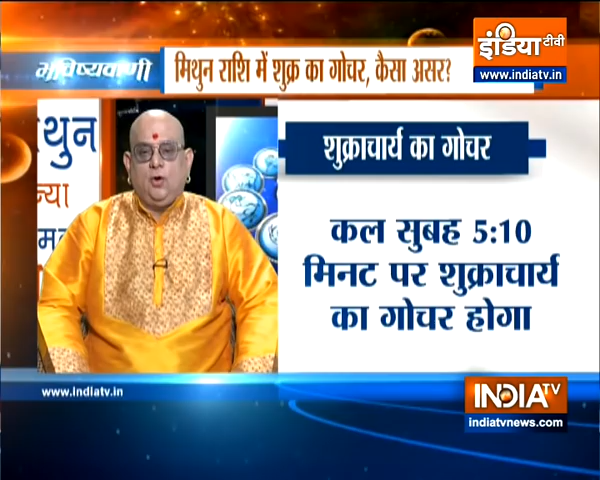 भविष्यवाणी
मिथुन राशि में शुक्र का गोचर, कैसा असर?
इंडिया टीवी
www.indiatv.in
थुन
न्या
शुक्राचार्य का गोचर
कल सुबह 5:10
मिनट पर शुक्राचार्य
का गोचर होगा
www.indiatv.in
INDIA TV
indiatvnews.com